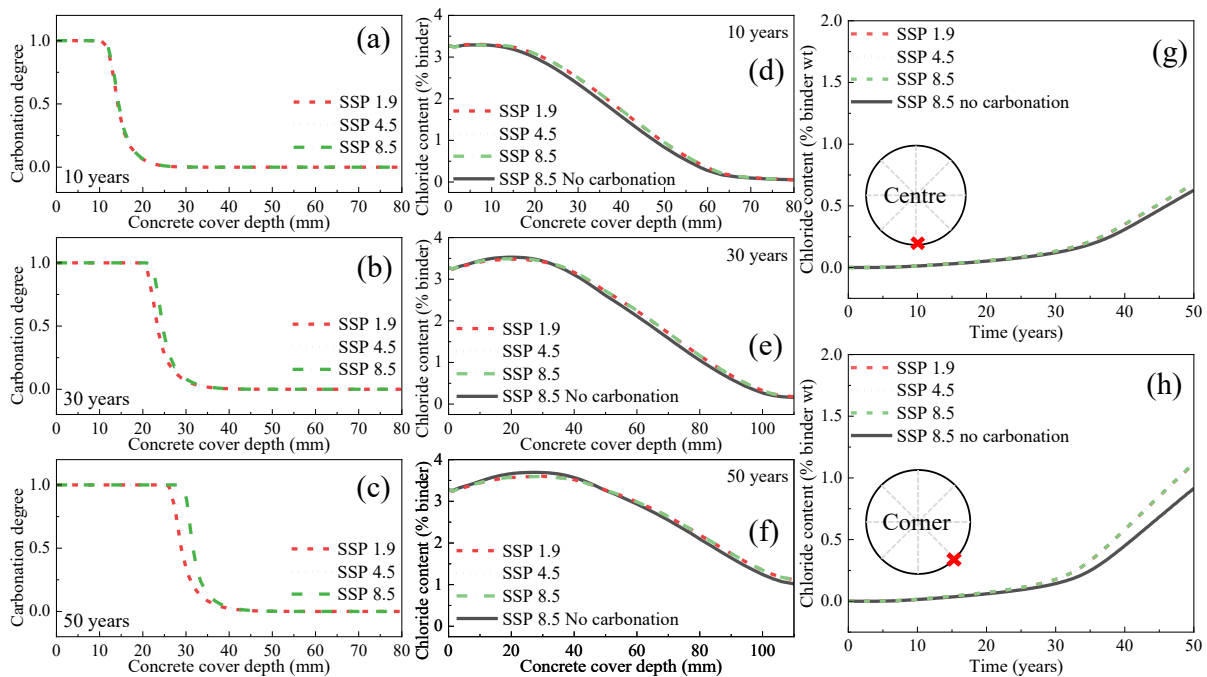 Carbonation degree
1.0
0.5
0.0
(a)
SSP 1.9
SSP 4.5
SSP 8.5
10 years
0 10 20 30 40 50 60 70 80
Concrete cover depth (mm)
Carbonation degree
1.0
0.5
0.0
(b)
SSP 1.9
SSP 4.5
SSP 8.5
30 years
0 10 20 30 40 50 60 70 80
Concrete cover depth (mm)
Carbonation degree
1.0
0.5
0.0
(c)
SSP 1.9
SSP 4.5
SSP 8.5
50 years
0 10 20 30 40 50 60 70 80
Concrete cover depth (mm)
Chloride content (% binder)
4
3
2
1
0
10 years
(d)
SSP 1.9
SSP 4.5
SSP 8.5
SSP 8.5 No carbonation
0 10 20 30 40 50 60 70 80
Concrete cover depth (mm)
Chloride content (% binder)
4
3
2
1
0
30 years
(e)
SSP 1.9
SSP 4.5
SSP 8.5
SSP 8.5 No carbonation
0 20 40 60 80 100
Concrete cover depth (mm)
Chloride content (% binder)
4
3
2
1
0
50 years
(f)
SSP 1.9
SSP 4.5
SSP 8.5
SSP 8.5 No carbonation
0 20 40 60 80 100
Concrete cover depth (mm)
Chloride content (% binder wt)
2.0
1.5
1.0
0.5
0.0
(g)
SSP 1.9
SSP 4.5
SSP 8.5
SSP 8.5 no carbonation
Centre
0 10 20 30 40 50
Time (years)
Chloride content (% binder wt)
2.0
1.5
1.0
0.5
0.0
(h)
SSP 1.9
SSP 4.5
SSP 8.5
SSP 8.5 no carbonation
Corner
0 10 20 30 40 50
Time (years)